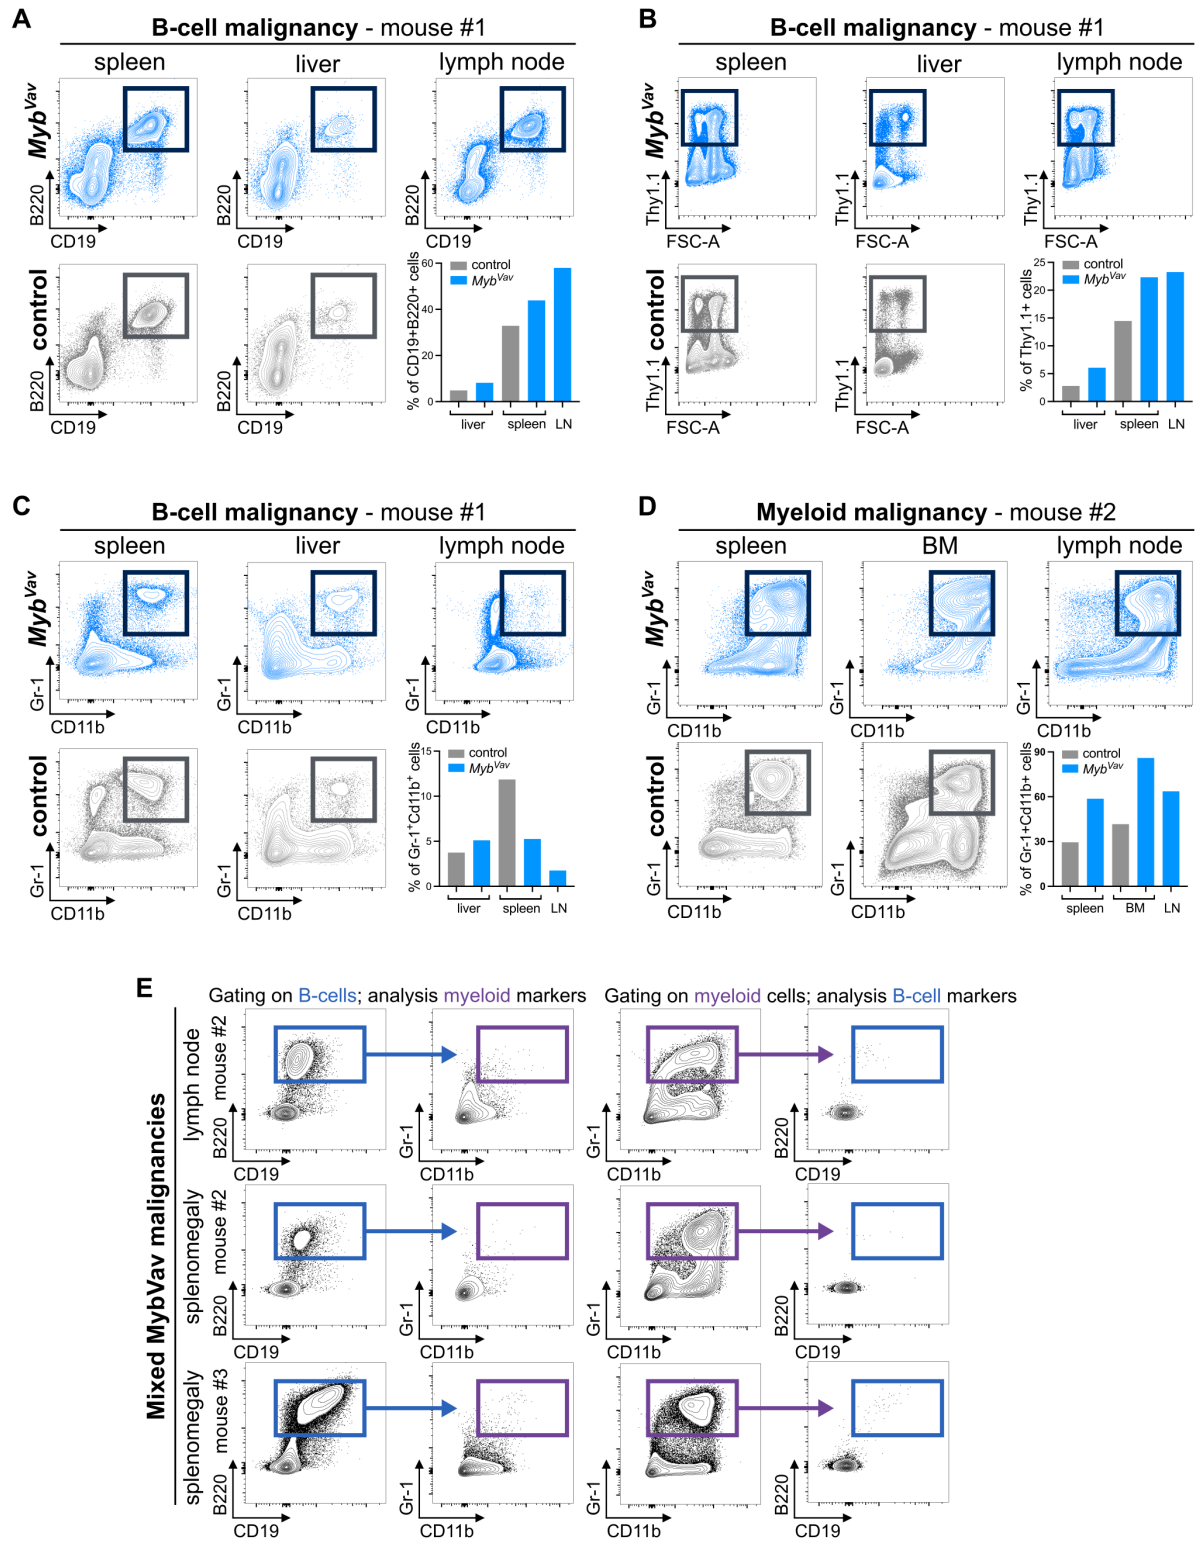 A
B-cell malignancy - mouse #1
spleen
liver
lymph node
Myb^Vav
B220
CD19
B220
CD19
B220
CD19
control
B220
CD19
B220
CD19
% of CD19+B220+ cells
60
40
20
0
control
Myb^Vav
liver
spleen
LN
B
B-cell malignancy - mouse #1
spleen
liver
lymph node
Myb^Vav
Thy1.1
FSC-A
Thy1.1
FSC-A
Thy1.1
FSC-A
control
Thy1.1
FSC-A
Thy1.1
FSC-A
% of Thy1.1+ cells
25
20
15
10
5
0
control
Myb^Vav
liver
spleen
LN
C
B-cell malignancy - mouse #1
spleen
liver
lymph node
Myb^Vav
Gr-1
CD11b
Gr-1
CD11b
Gr-1
CD11b
control
Gr-1
CD11b
Gr-1
CD11b
% of Gr-1⁺Cd11b⁺ cells
15
10
5
0
control
Myb^Vav
liver
spleen
LN
D
Myeloid malignancy - mouse #2
spleen
BM
lymph node
Myb^Vav
Gr-1
CD11b
Gr-1
CD11b
Gr-1
CD11b
control
Gr-1
CD11b
Gr-1
CD11b
% of Gr-1+Cd11b+ cells
90
60
30
0
control
Myb^Vav
spleen
BM
LN
E
Gating on B-cells; analysis myeloid markers
Gating on myeloid cells; analysis B-cell markers
Mixed MybVav malignancies
lymph node
mouse #2
B220
CD19
Gr-1
CD11b
Gr-1
CD11b
B220
CD19
splenomegaly
mouse #2
B220
CD19
Gr-1
CD11b
Gr-1
CD11b
B220
CD19
splenomegaly
mouse #3
B220
CD19
Gr-1
CD11b
Gr-1
CD11b
B220
CD19